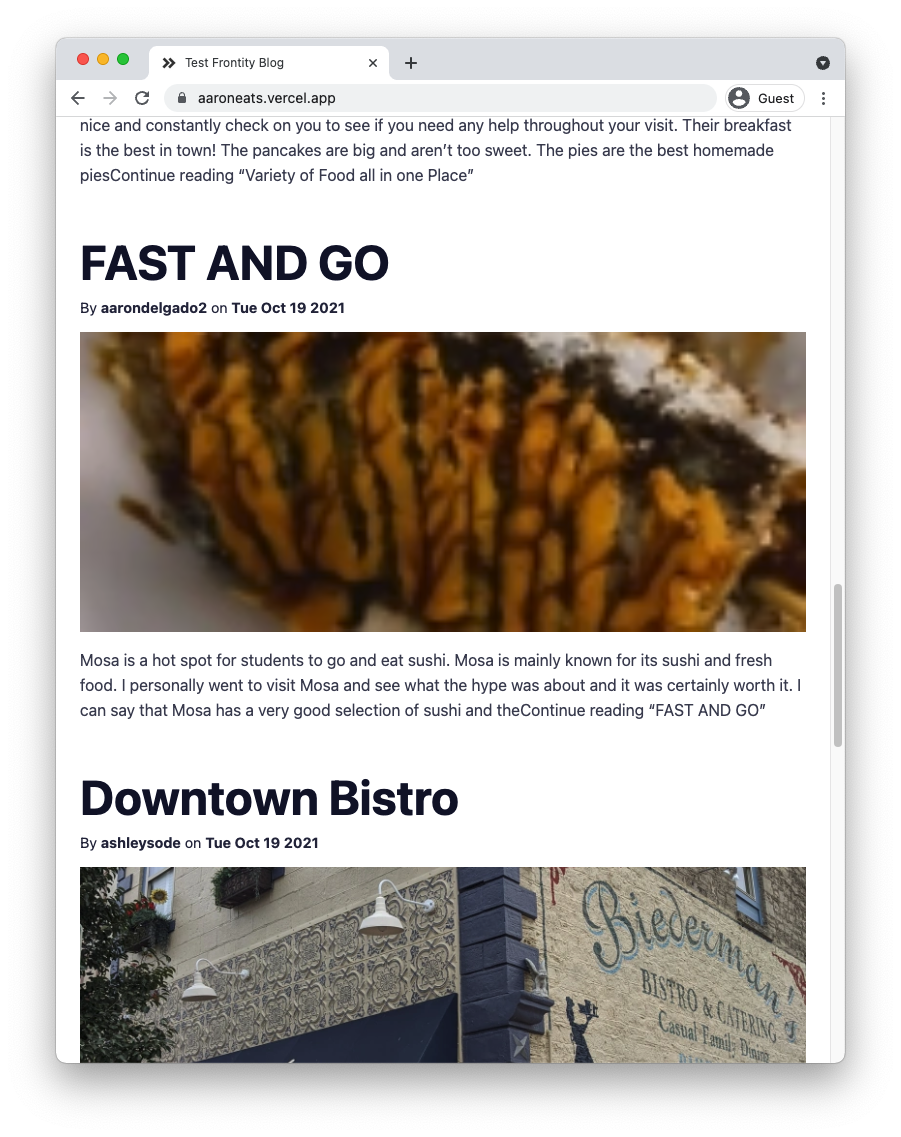 Test Frontity Blog
aaroneats.vercel.app
Guest
nice and constantly check on you to see if you need any help throughout your visit. Their breakfast
is the best in town! The pancakes are big and aren’t too sweet. The pies are the best homemade
piesContinue reading “Variety of Food all in one Place”
FAST AND GO
By aarondelgado2 on Tue Oct 19 2021
Mosa is a hot spot for students to go and eat sushi. Mosa is mainly known for its sushi and fresh
food. I personally went to visit Mosa and see what the hype was about and it was certainly worth it. I
can say that Mosa has a very good selection of sushi and theContinue reading “FAST AND GO”
Downtown Bistro
By ashleysode on Tue Oct 19 2021
Biederman's
BISTRO & CATERING
Casual Family Dining